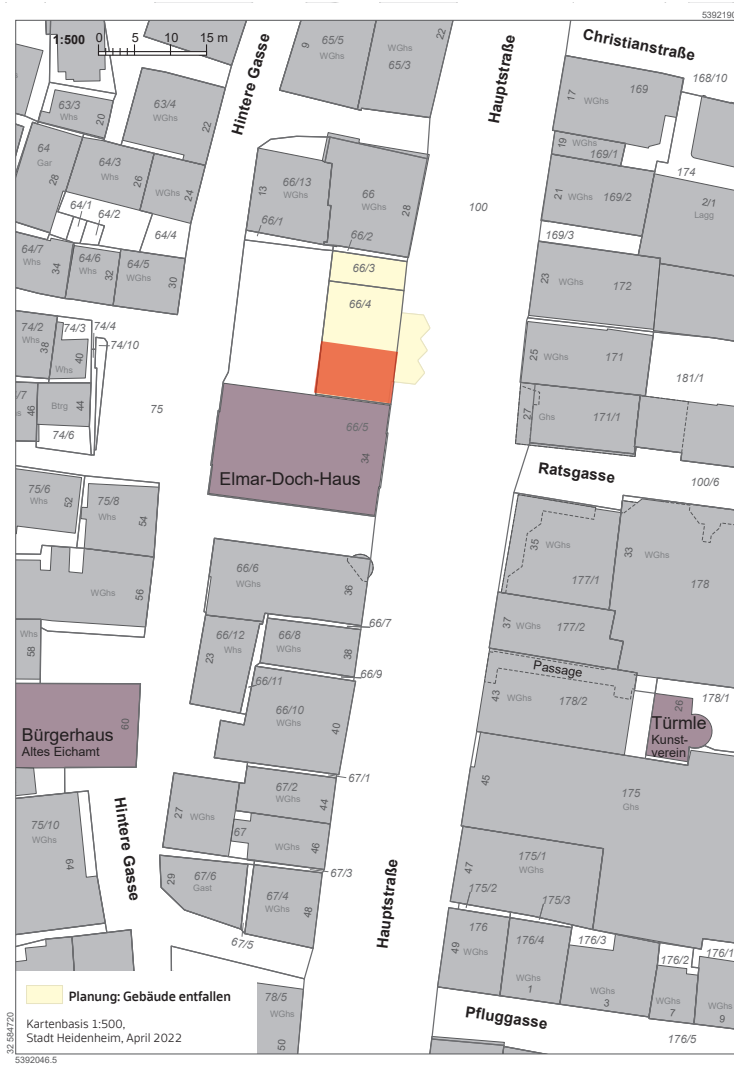 5392190
1:500 0 5 10 15 m
Christianstraße
Hintere Gasse
Hauptstraße
9
65/5
WGhs
WGhs
65/3
22
17
WGhs
169
168/10
63/3
Whs
20
63/4
Whs
22
19
WGhs
169/1
64
Gar
28
64/3
Whs
26
WGhs
24
13
66/13
WGhs
66
WGhs
28
174
21
WGhs
169/2
2/1
Lagg
100
64/1
64/2
64/4
66/1
66/2
169/3
64/7
Whs
34
64/6
Whs
32
64/5
WGhs
30
66/3
23
WGhs
172
66/4
74/2
Whs
38
74/3
74/4
74/10
Whs
40
25
WGhs
171
181/1
/7
s
46
Btrg
44
74/6
75
66/5
34
Elmar-Doch-Haus
27
Ghs
171/1
Ratsgasse
100/6
75/6
Whs
52
75/8
Whs
54
35
WGhs
177/1
33
WGhs
178
WGhs
56
66/6
WGhs
36
66/7
Whs
58
66/12
Whs
23
66/8
WGhs
38
37
WGhs
177/2
66/9
66/11
Passage
66/10
WGhs
40
43
WGhs
178/2
178/1
26
Türmle
Kunst-
verein
Bürgerhaus
Altes Eichamt
60
67/1
45
175
Ghs
Hintere Gasse
27
WGhs
67/2
WGhs
44
67
WGhs
46
75/10
WGhs
64
175/1
WGhs
47
67/3
29
67/6
Gast
67/4
WGhs
48
Hauptstraße
175/2
175/3
67/5
176
WGhs
49
176/4
WGhs
1
176/3
WGhs
3
176/2
WGhs
7
176/1
WGhs
9
Planung: Gebäude entfallen
78/5
WGhs
50
Pfluggasse
176/5
Kartenbasis 1:500,
Stadt Heidenheim, April 2022
32 584720
5392046.5